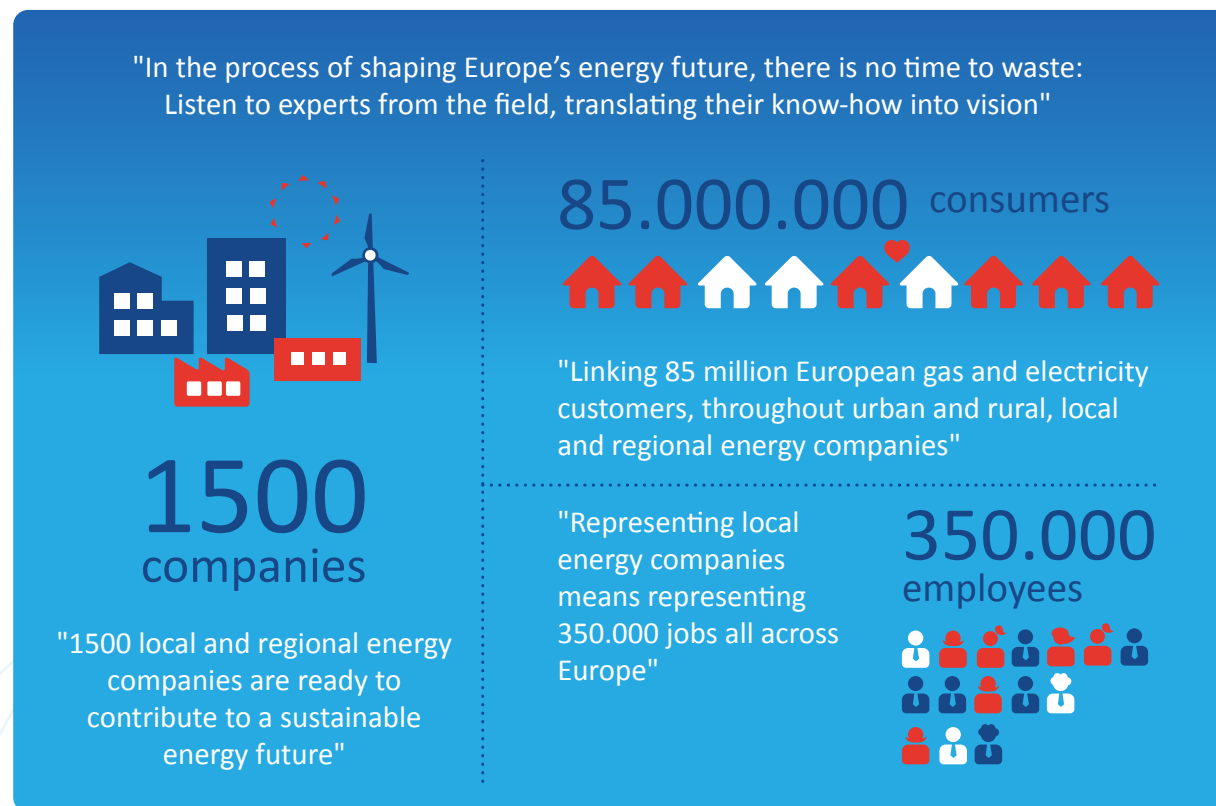 "In the process of shaping Europe’s energy future, there is no time to waste:
Listen to experts from the field, translating their know-how into vision"
1500
companies
"1500 local and regional energy
companies are ready to
contribute to a sustainable
energy future"
85.000.000 consumers
"Linking 85 million European gas and electricity
customers, throughout urban and rural, local
and regional energy companies"
"Representing local
energy companies
means representing
350.000 jobs all across
Europe"
350.000
employees